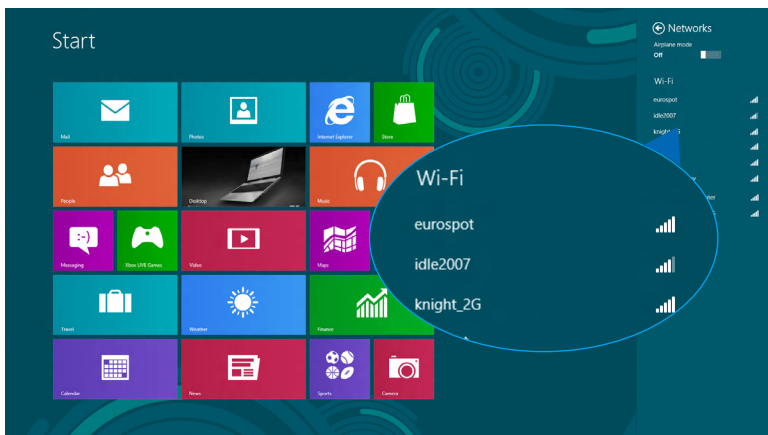 Start
Mail
Photos
Internet Explorer
Store
People
Desktop
Music
Messaging
Xbox LIVE Games
Video
Maps
Travel
Weather
Finance
Calendar
News
Sports
Camera
Networks
Airplane mode
Off
Wi-Fi
eurospot
idle2007
Wi-Fi
eurospot
idle2007
knight_2G